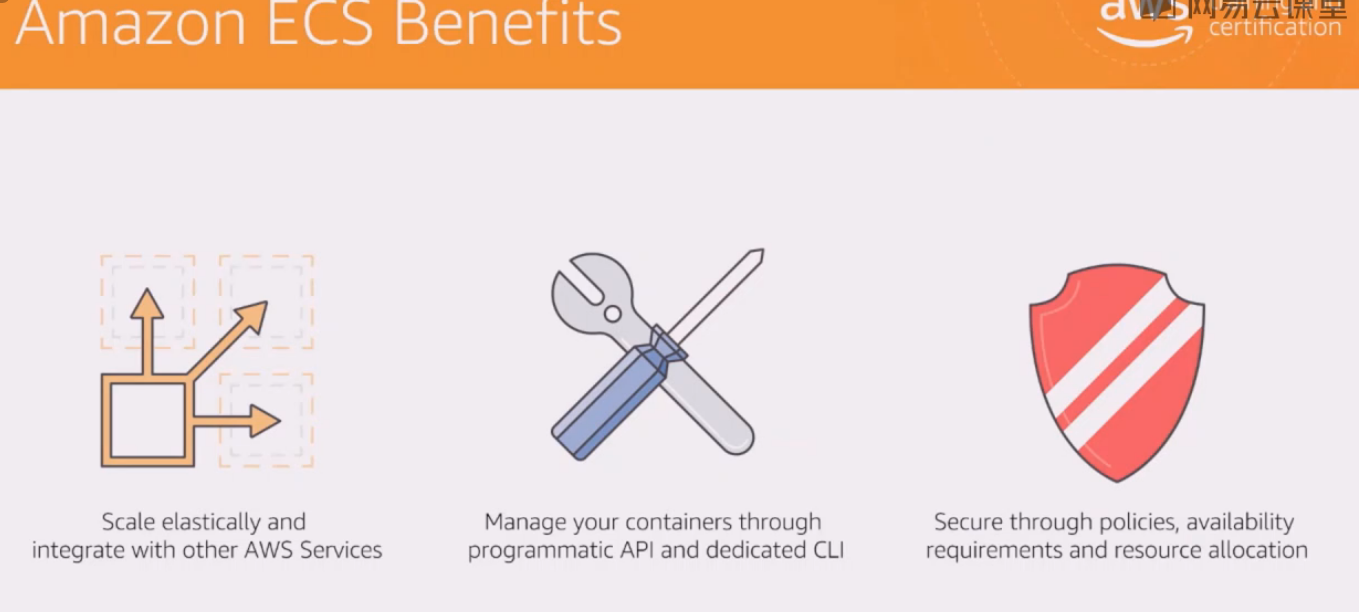 Amazon ECS Benefits
aws
网易云课堂
certification
Scale elastically and
integrate with other AWS Services
Manage your containers through
programmatic API and dedicated CLI
Secure through policies, availability
requirements and resource allocation